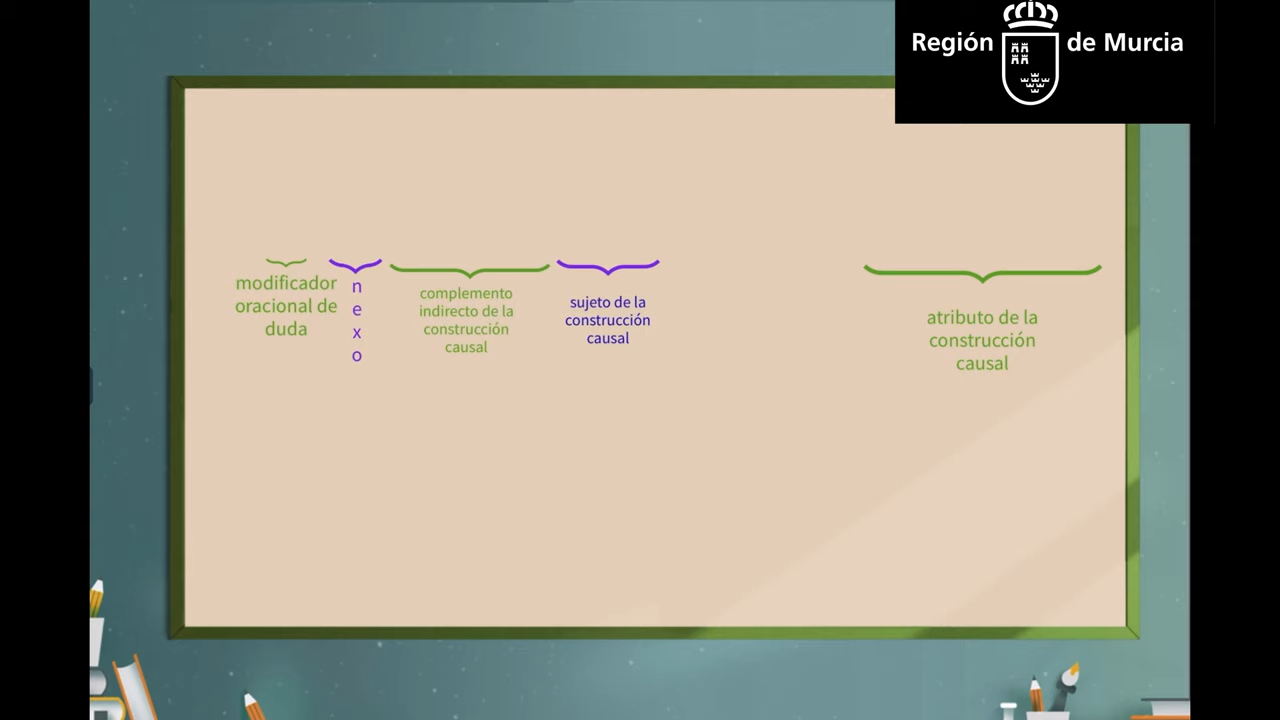 Región de Murcia
modificador
oracional de
duda
n
e
x
o
complemento
indirecto de la
construcción
causal
sujeto de la
construcción
causal
atributo de la
construcción
causal